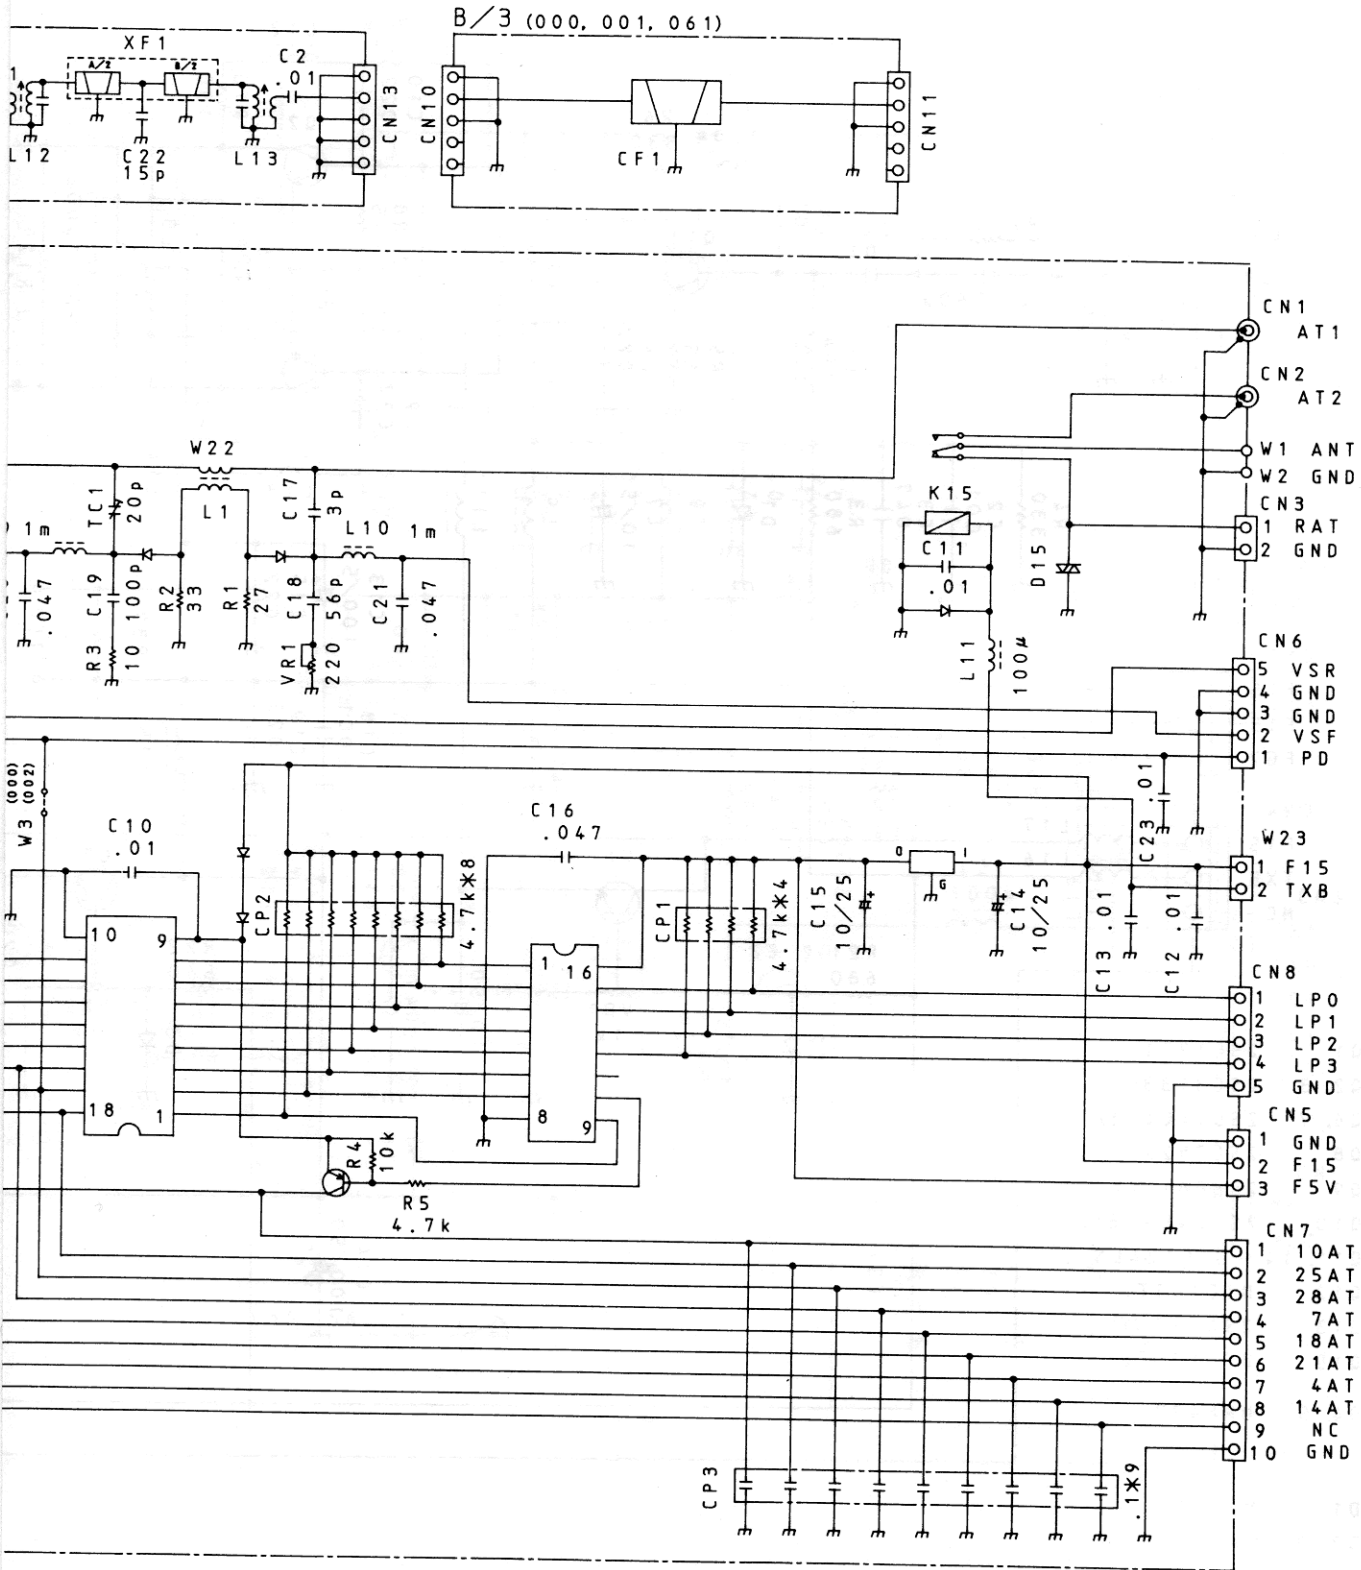 B/3 (000, 001, 061)
XF1
A/2
B/2
C2
.01
CN13
L12
C22
15p
L13
CN10
CF1
CN11
CN1
AT1
CN2
AT2
W1 ANT
W2 GND
CN3
1 RAT
2 GND
W22
L1
TC1
20p
C17
3p
L10 1m
1m
.047
C19
100p
R3
10
R2
33
R1
27
C18
56p
VR1
220
C21
.047
K15
C11
.01
D15
L11
100μ
CN6
5 VSR
4 GND
3 GND
2 VSF
1 PD
C23 .01
W3
(000)
(002)
C10
.01
C16
.047
W23
1 F15
2 TXB
CP2
4.7k*8
CP1
4.7k*4
C15
10/25
O
I
G
C14
10/25
C13 .01
C12 .01
10
9
18
1
1
16
8
9
CN8
1 LP0
2 LP1
3 LP2
4 LP3
5 GND
CN5
1 GND
2 F15
3 F5V
R4
10k
R5
4.7k
CN7
1 10AT
2 25AT
3 28AT
4 7AT
5 18AT
6 21AT
7 4AT
8 14AT
9 NC
10 GND
CP3
.1*9